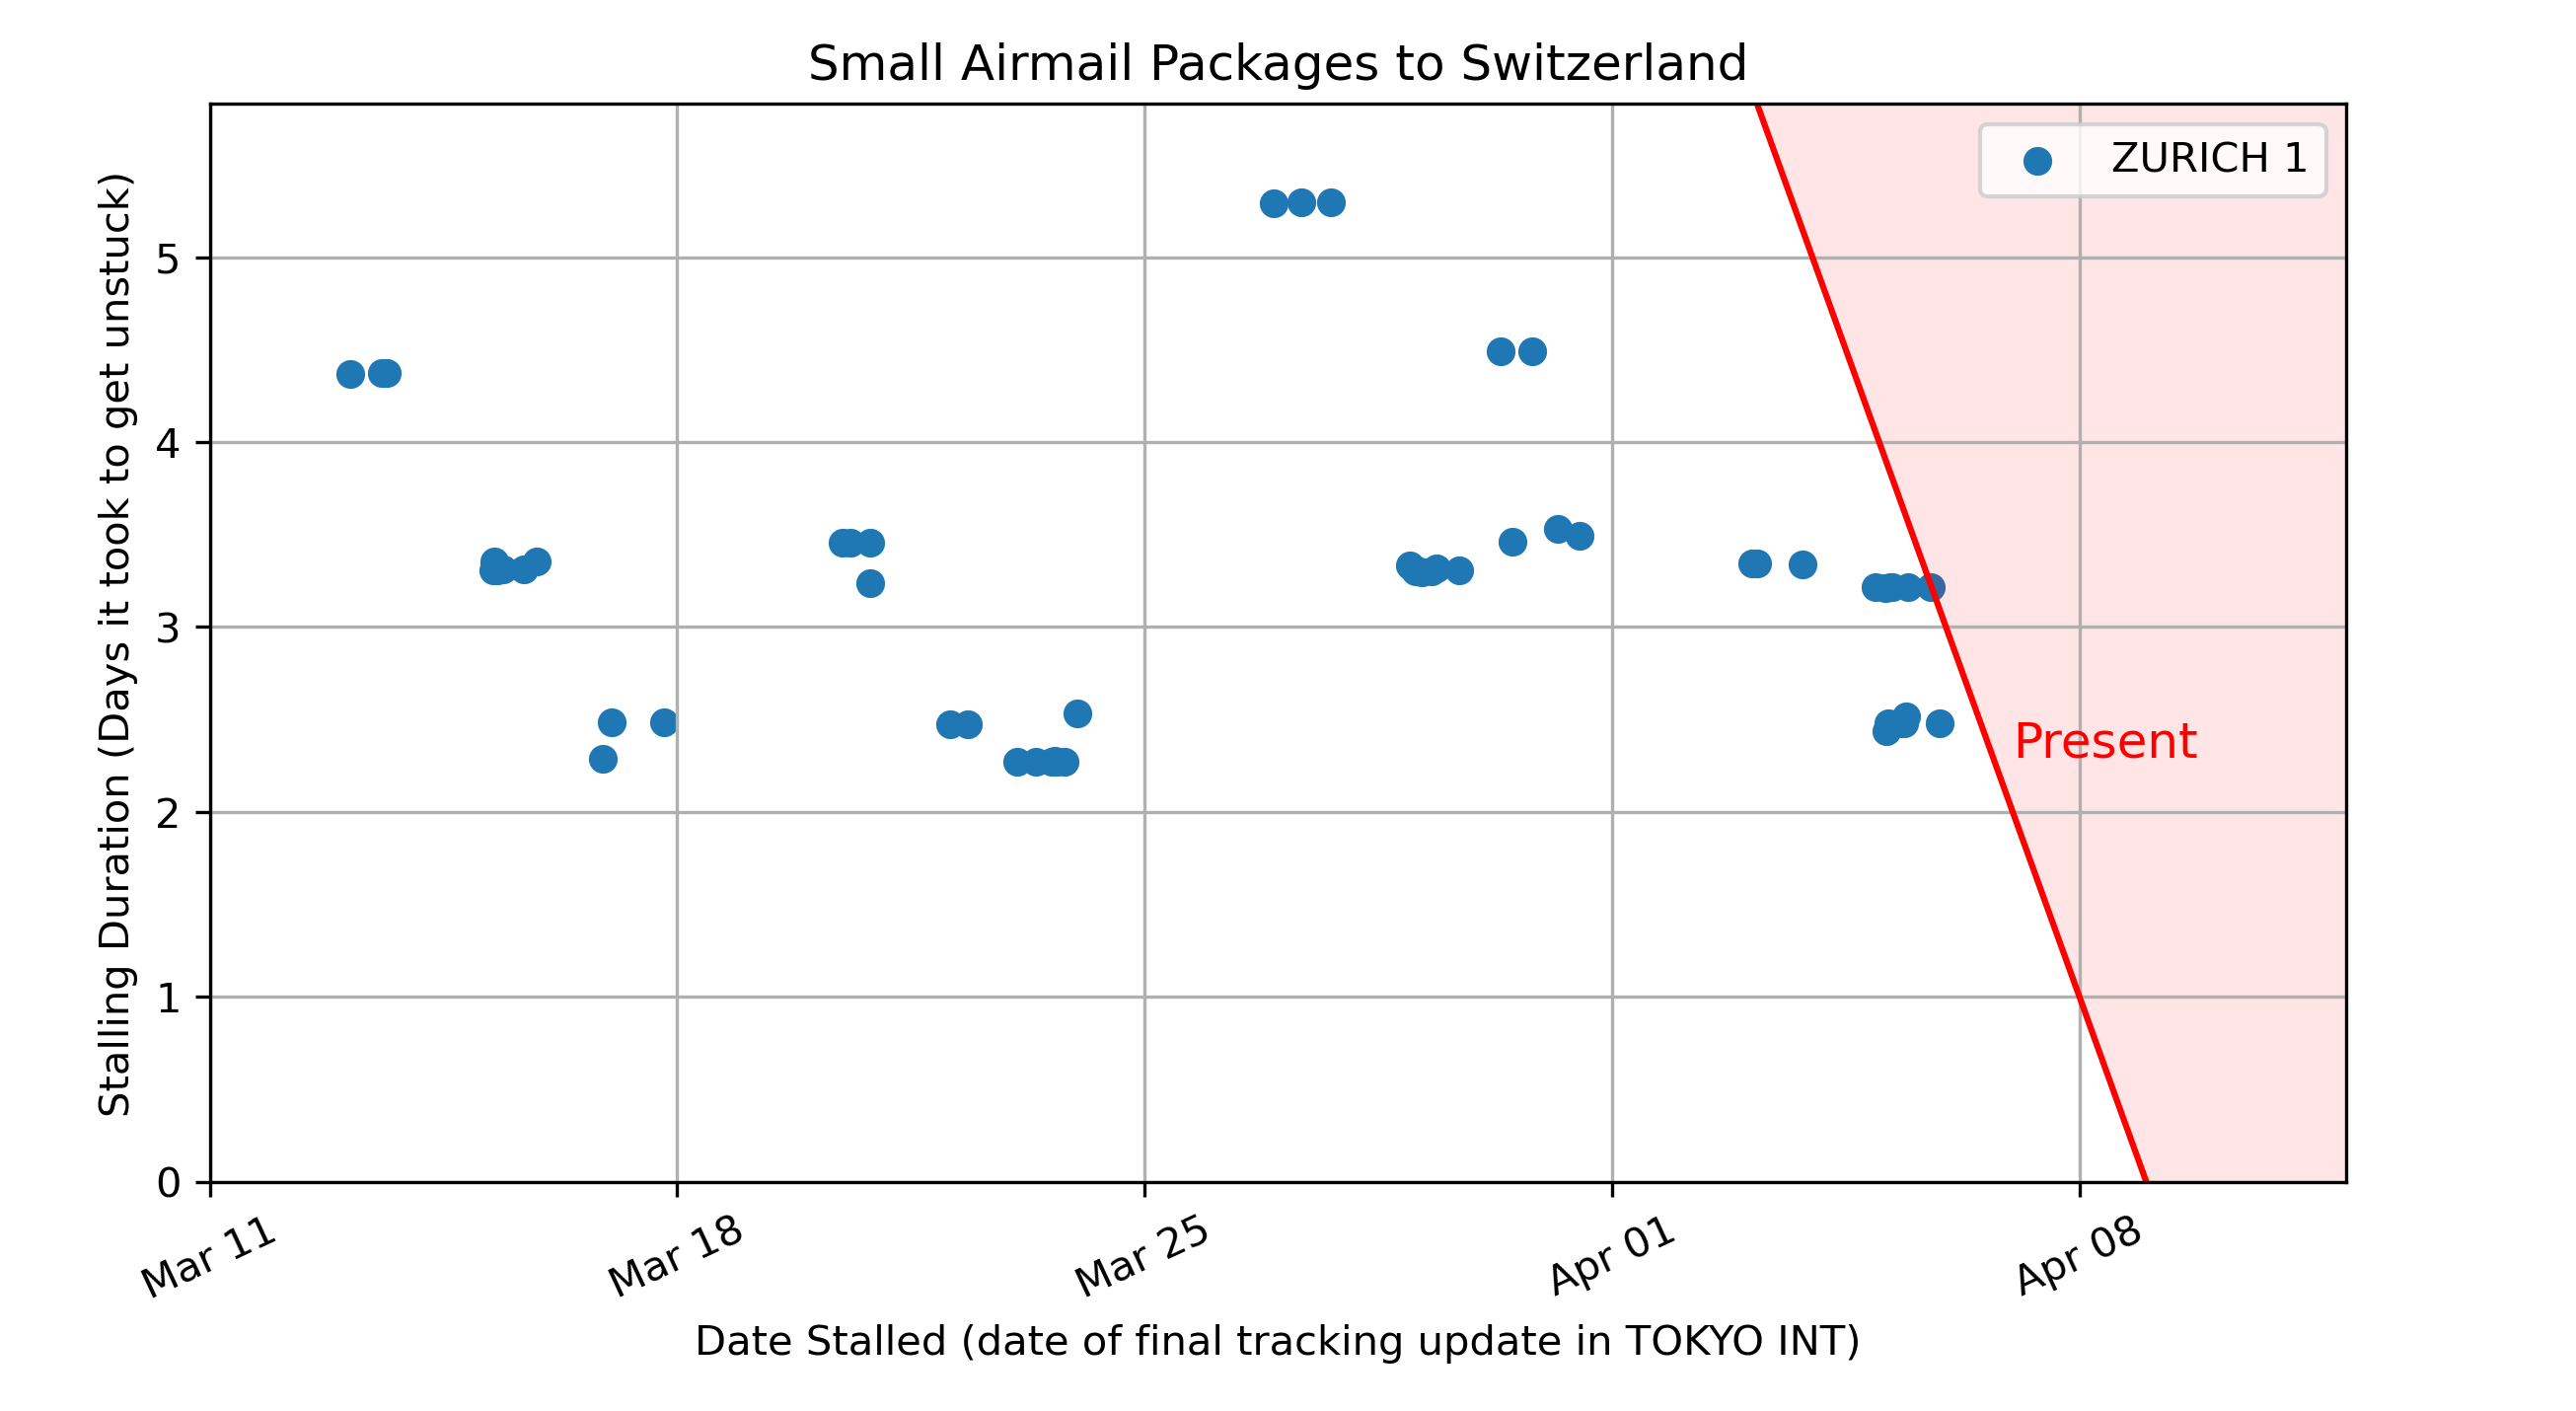 Small Airmail Packages to Switzerland
ZURICH 1
Stalling Duration (Days it took to get unstuck)
5
4
3
2
1
0
Present
Mar 11
Mar 18
Mar 25
Apr 01
Apr 08
Date Stalled (date of final tracking update in TOKYO INT)